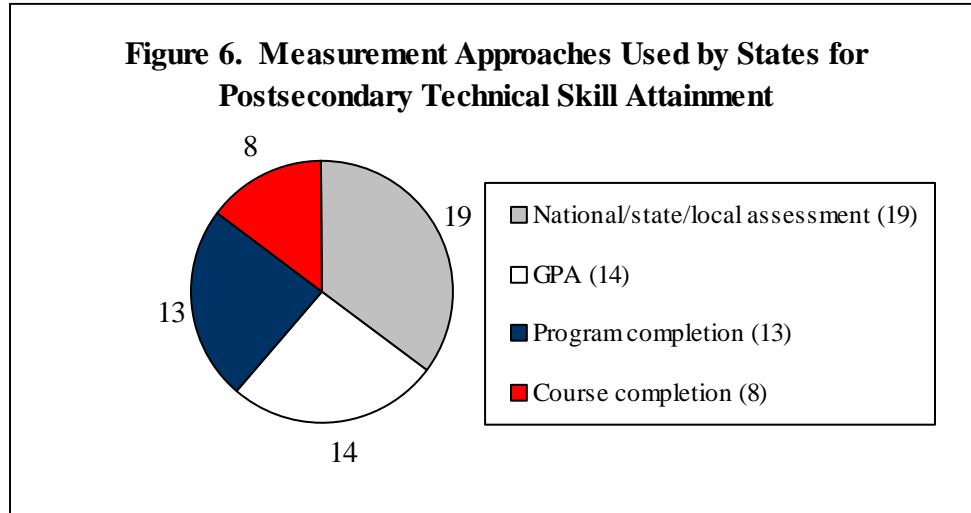 Figure 6. Measurement Approaches Used by States for
Postsecondary Technical Skill Attainment
8
19
13
14
National/state/local assessment (19)
GPA (14)
Program completion (13)
Course completion (8)